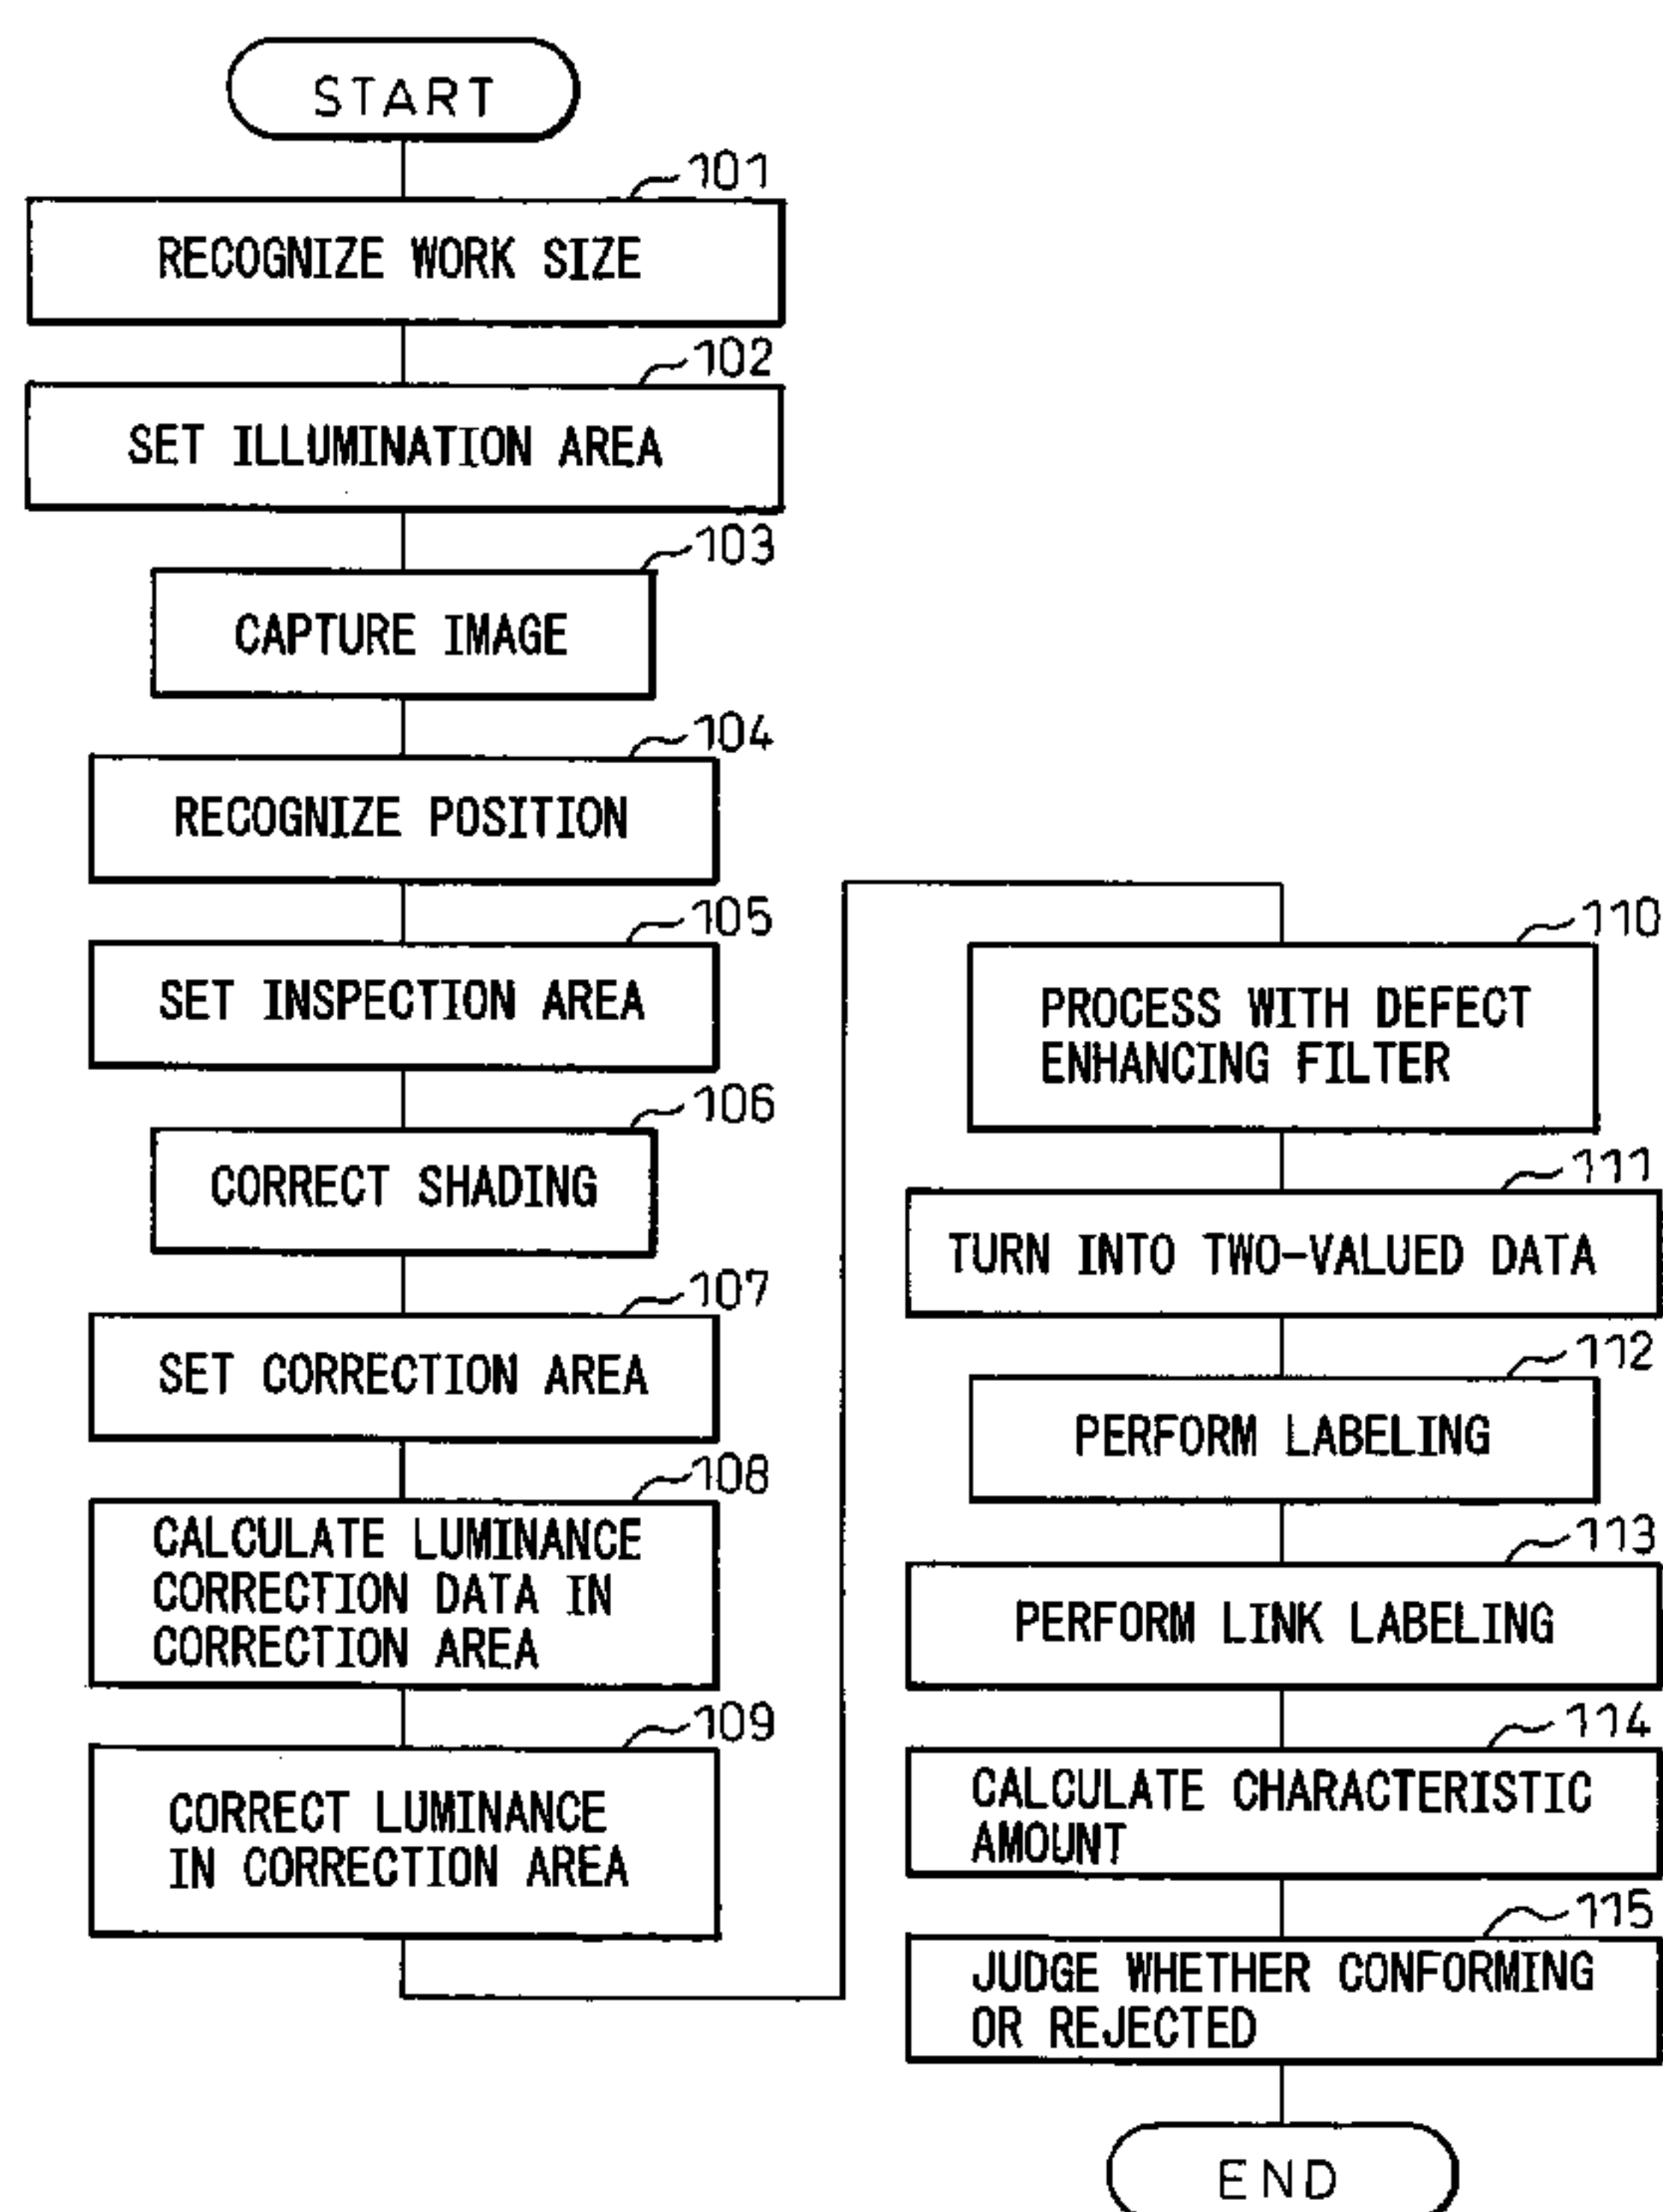 START
101
RECOGNIZE WORK SIZE
102
SET ILLUMINATION AREA
103
CAPTURE IMAGE
104
RECOGNIZE POSITION
105
SET INSPECTION AREA
106
CORRECT SHADING
107
SET CORRECTION AREA
108
CALCULATE LUMINANCE
CORRECTION DATA IN
CORRECTION AREA
109
CORRECT LUMINANCE
IN CORRECTION AREA
110
PROCESS WITH DEFECT
ENHANCING FILTER
111
TURN INTO TWO-VALUED DATA
112
PERFORM LABELING
113
PERFORM LINK LABELING
114
CALCULATE CHARACTERISTIC
AMOUNT
115
JUDGE WHETHER CONFORMING
OR REJECTED
END